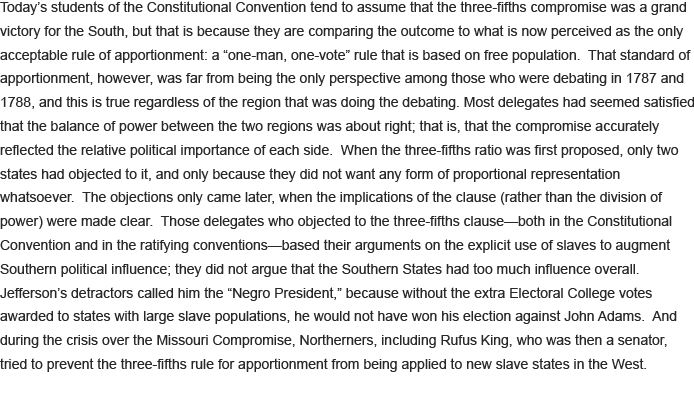 Today’s students of the Constitutional Convention tend to assume that the three-fifths compromise was a grand
victory for the South, but that is because they are comparing the outcome to what is now perceived as the only
acceptable rule of apportionment: a “one-man, one-vote” rule that is based on free population.  That standard of
apportionment, however, was far from being the only perspective among those who were debating in 1787 and
1788, and this is true regardless of the region that was doing the debating. Most delegates had seemed satisfied
that the balance of power between the two regions was about right; that is, that the compromise accurately
reflected the relative political importance of each side.  When the three-fifths ratio was first proposed, only two
states had objected to it, and only because they did not want any form of proportional representation
whatsoever.  The objections only came later, when the implications of the clause (rather than the division of
power) were made clear.  Those delegates who objected to the three-fifths clause—both in the Constitutional
Convention and in the ratifying conventions—based their arguments on the explicit use of slaves to augment
Southern political influence; they did not argue that the Southern States had too much influence overall.
Jefferson’s detractors called him the “Negro President,” because without the extra Electoral College votes
awarded to states with large slave populations, he would not have won his election against John Adams.  And
during the crisis over the Missouri Compromise, Northerners, including Rufus King, who was then a senator,
tried to prevent the three-fifths rule for apportionment from being applied to new slave states in the West.